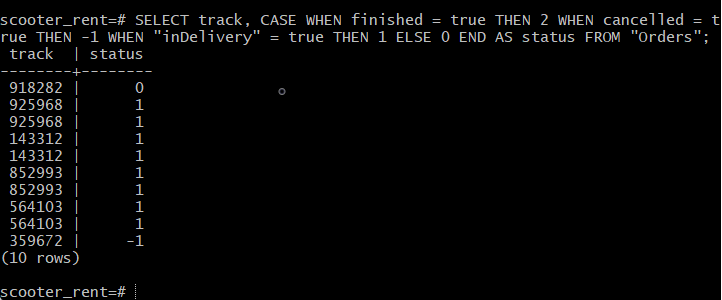 scooter_rent=# SELECT track, CASE WHEN finished = true THEN 2 WHEN cancelled = t
rue THEN -1 WHEN "inDelivery" = true THEN 1 ELSE 0 END AS status FROM "Orders";
 track  | status
--------+--------
 918282 |      0
 925968 |      1
 925968 |      1
 143312 |      1
 143312 |      1
 852993 |      1
 852993 |      1
 564103 |      1
 564103 |      1
 359672 |     -1
(10 rows)
scooter_rent=#